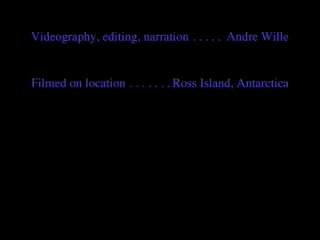 Videography, editing, narration . . . . . Andre Wille
Filmed on location . . . . . . . Ross Island, Antarctica